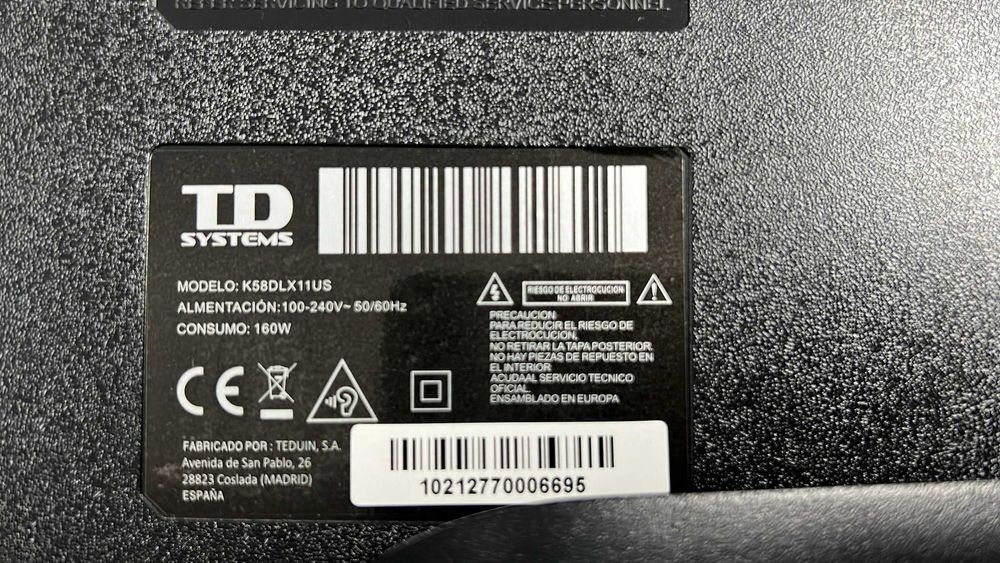 REFER SERVICING TO QUALIFIED SERVICE PERSONNEL
TD
SYSTEMS
MODELO: K58DLX11US
ALMENTACIÓN:100-240V~ 50/60Hz
CONSUMO: 160W
RIESGO DE ELECTROCUCION
NO ABRIR
PRECAUCION
PARA REDUCIR EL RIESGO DE
ELECTROCUCION,
NO RETIRAR LA TAPA POSTERIOR.
NO HAY PIEZAS DE REPUESTO EN
EL INTERIOR
ACUDAAL SERVICIO TECNICO
OFICIAL.
ENSAMBLADO EN EUROPA
CE
FABRICADO POR : TEDUIN, S.A.
Avenida de San Pablo, 26
28823 Coslada (MADRID)
ESPAÑA
10212770006695